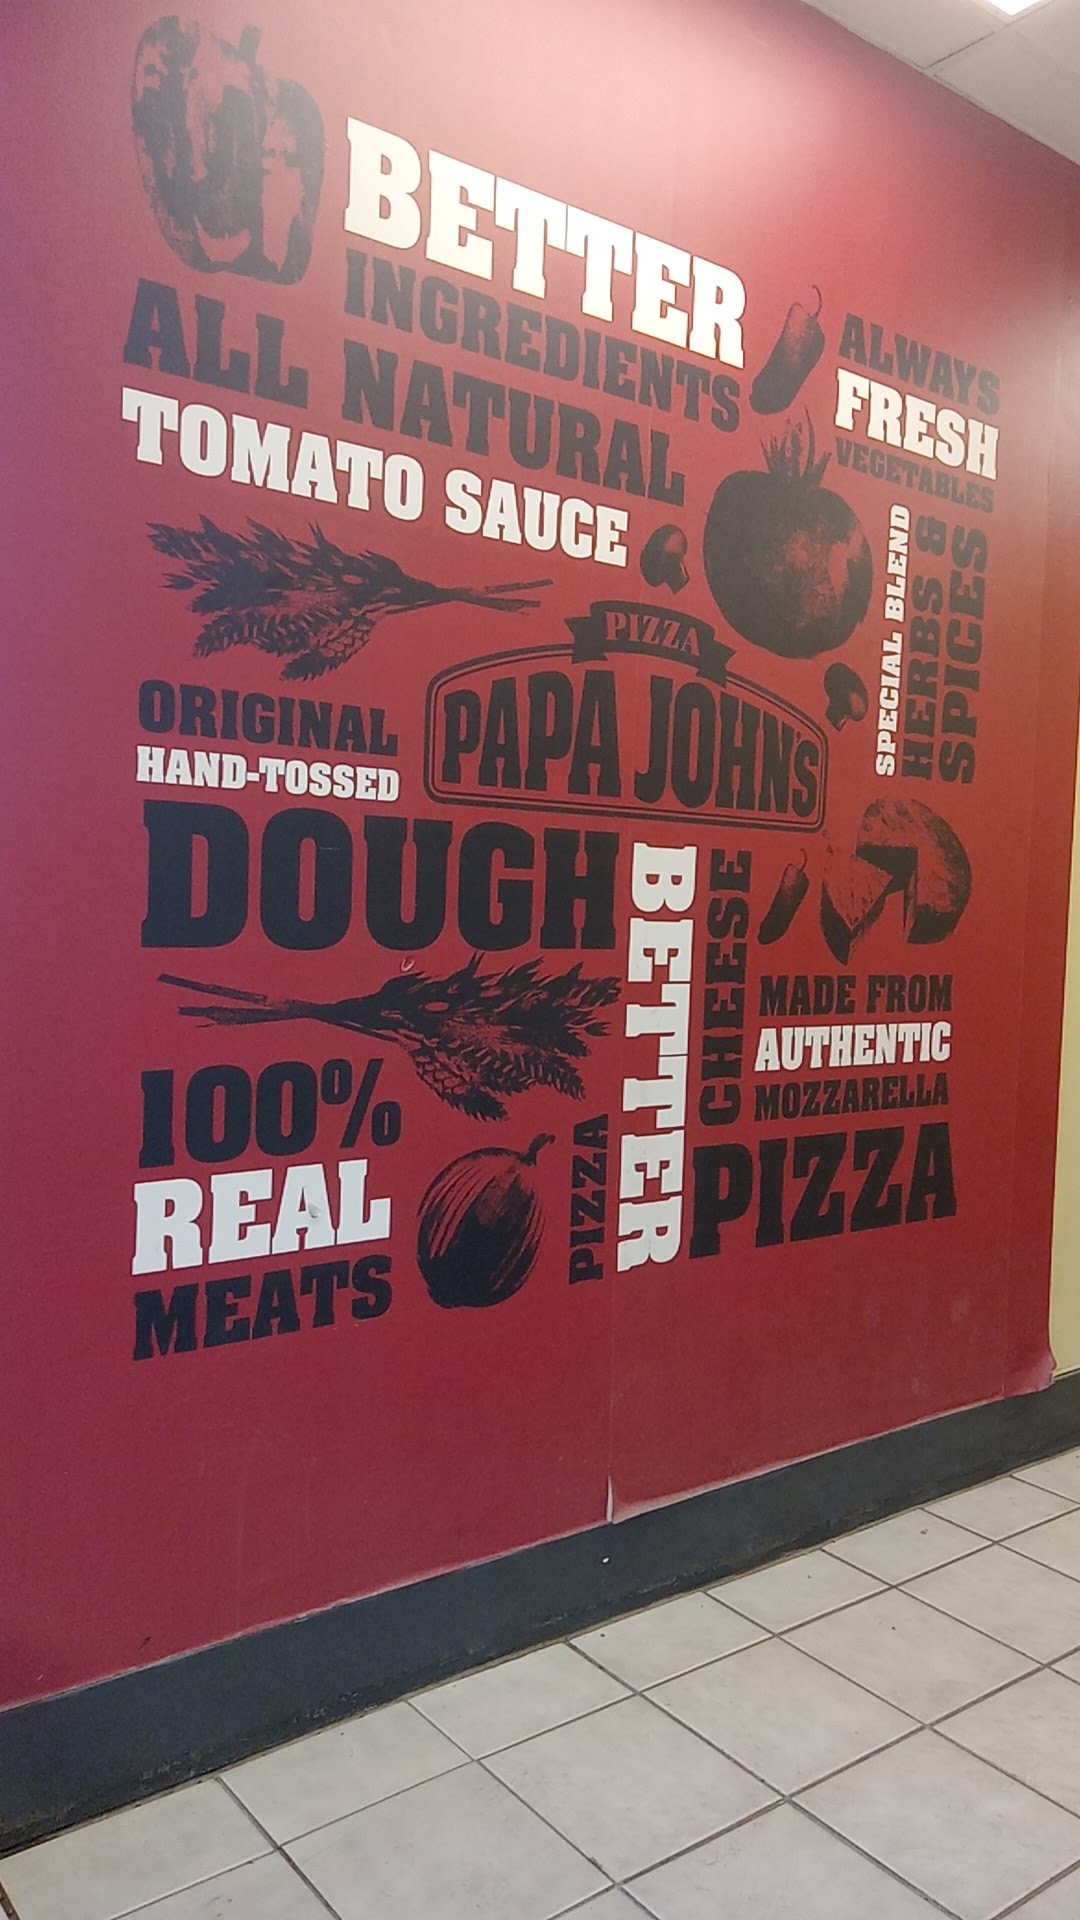 BETTER
INGREDIENTS
ALL NATURAL
TOMATO SAUCE
ALWAYS
FRESH
VEGETABLES
SPECIAL BLEND
HERBS &
SPICES
PIZZA
PAPA JOHN'S
ORIGINAL
HAND-TOSSED
DOUGH
BETTER
CHEESE
MADE FROM
AUTHENTIC
MOZZARELLA
100%
REAL
MEATS
PIZZA
PIZZA